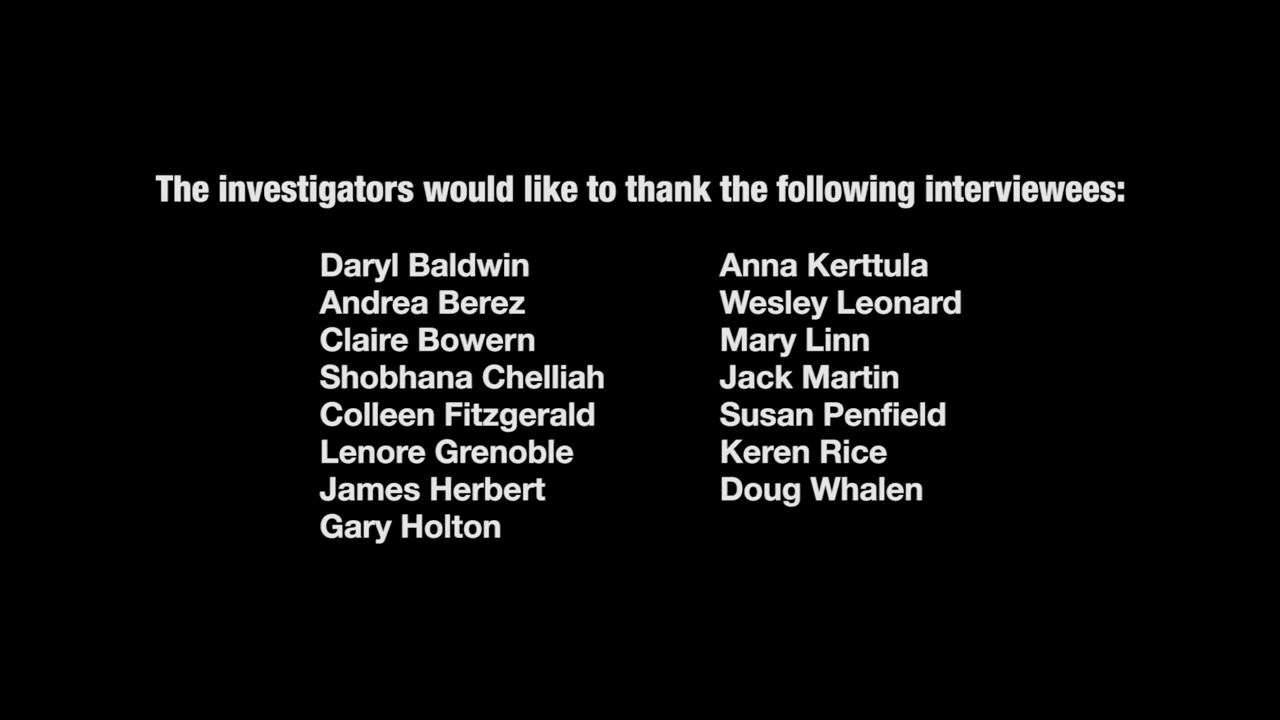 The investigators would like to thank the following interviewees:
Daryl Baldwin
Andrea Berez
Claire Bowern
Shobhana Chelliah
Colleen Fitzgerald
Lenore Grenoble
James Herbert
Gary Holton
Anna Kerttula
Wesley Leonard
Mary Linn
Jack Martin
Susan Penfield
Keren Rice
Doug Whalen